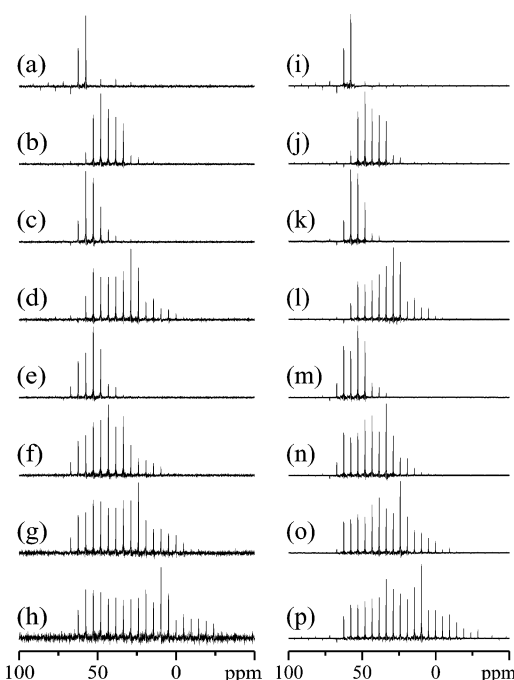 (a) (i)
(b) (j)
(c) (k)
(d) (l)
(e) (m)
(f) (n)
(g) (o)
(h) (p)
100 50 0 ppm 100 50 0 ppm